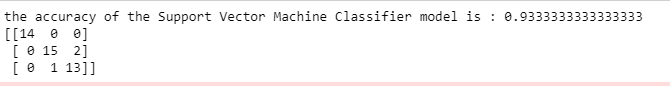 the accuracy of the Support Vector Machine Classifier model is : 0.9333333333333333
[[14  0  0]
 [ 0 15  2]
 [ 0  1 13]]